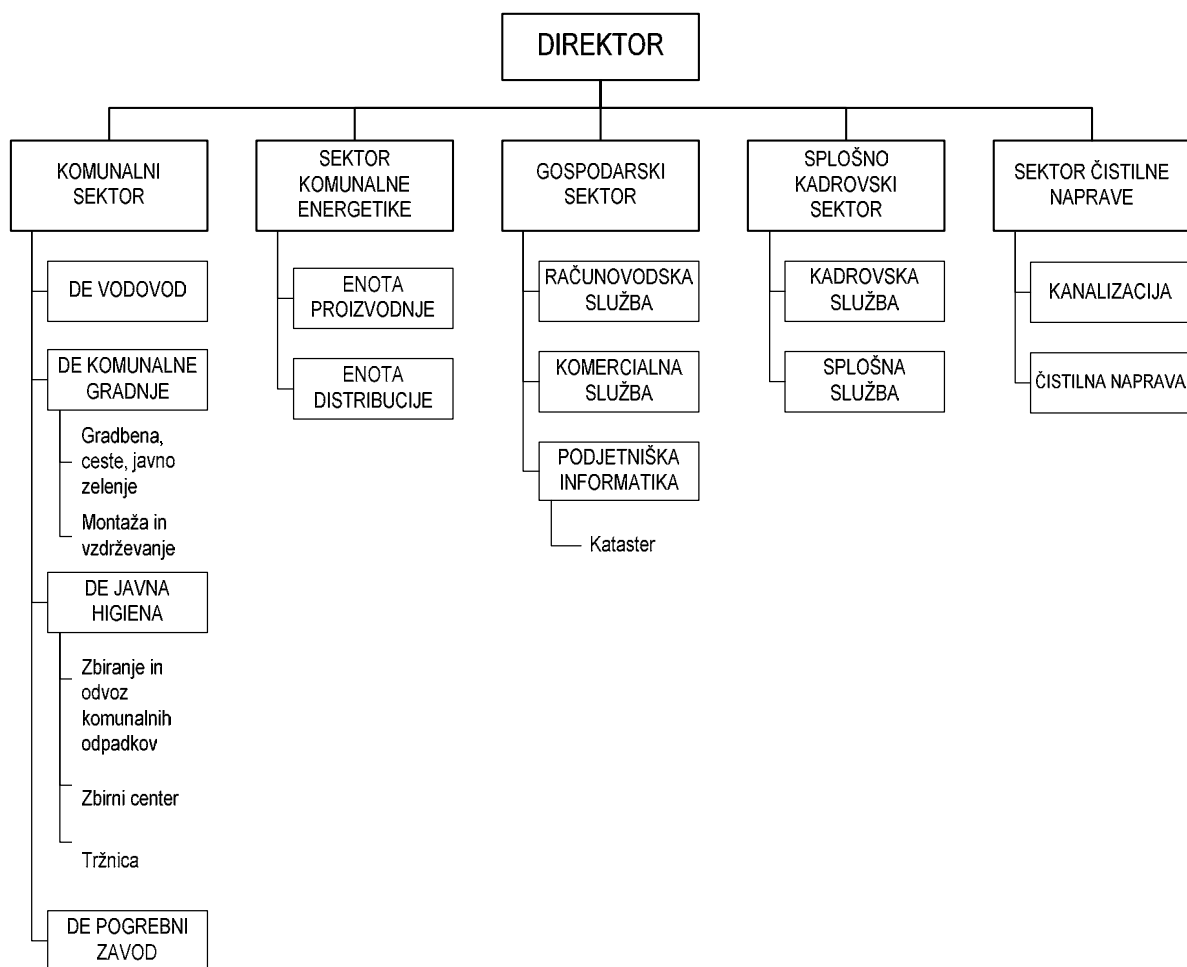 DIREKTOR
KOMUNALNI
SEKTOR
SEKTOR
KOMUNALNE
ENERGETIKE
GOSPODARSKI
SEKTOR
SPLOŠNO
KADROVSKI
SEKTOR
SEKTOR ČISTILNE
NAPRAVE
DE VODOVOD
DE KOMUNALNE
GRADNJE
Gradbena,
ceste, javno
zelenje
Montaža in
vzdrževanje
DE JAVNA
HIGIENA
Zbiranje in
odvoz
komunalnih
odpadkov
Zbirni center
Tržnica
DE POGREBNI
ZAVOD
ENOTA
PROIZVODNJE
ENOTA
DISTRIBUCIJE
RAČUNOVODSKA
SLUŽBA
KOMERCIALNA
SLUŽBA
PODJETNIŠKA
INFORMATIKA
Kataster
KADROVSKA
SLUŽBA
SPLOŠNA
SLUŽBA
KANALIZACIJA
ČISTILNA NAPRAVA